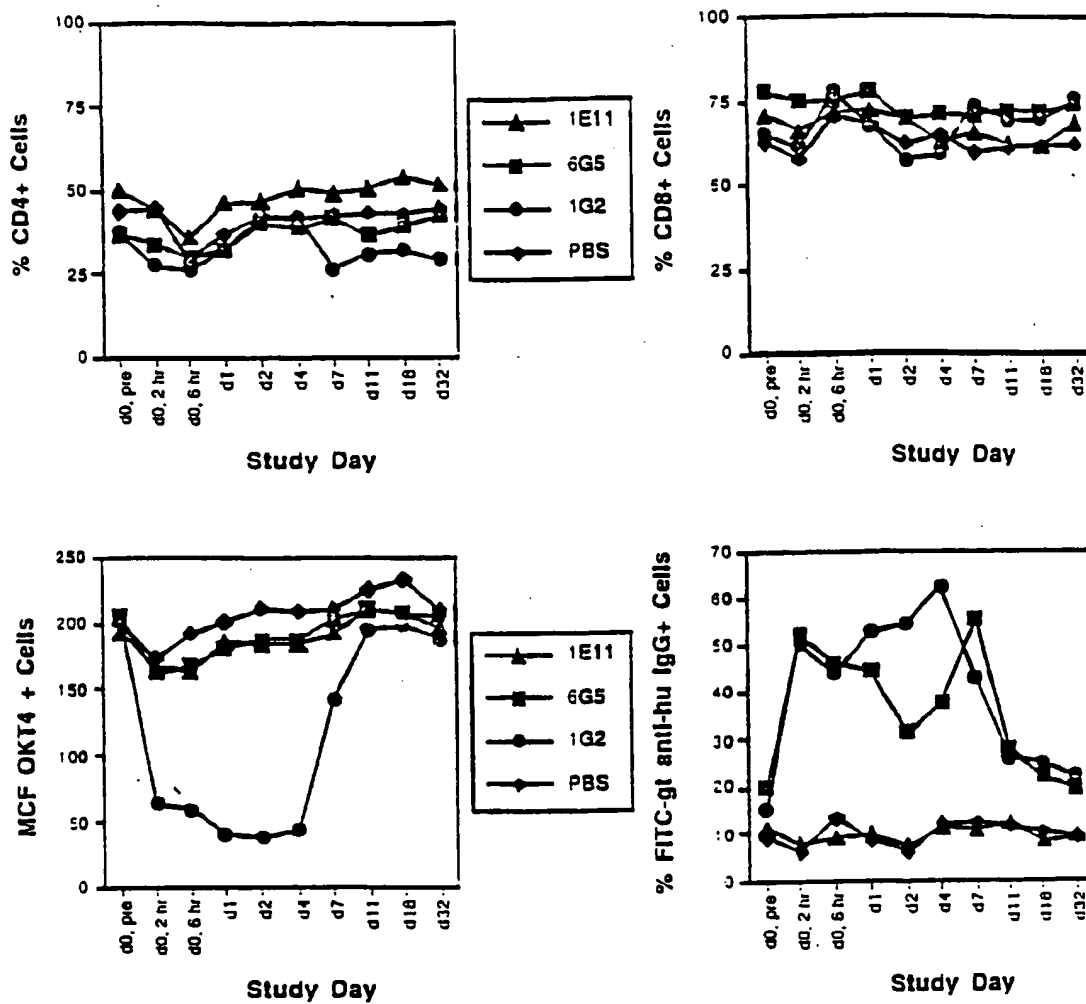 % CD4+ Cells
100
75
50
25
0
d0, pre
d0, 2 hr
d0, 6 hr
d1
d2
d4
d7
d11
d18
d32
Study Day
1E11
6G5
1G2
PBS
% CD8+ Cells
100
75
50
25
0
d0, pre
d0, 2 hr
d0, 6 hr
d1
d2
d4
d7
d11
d18
d32
Study Day
MCF OKT4 + Cells
250
200
150
100
50
0
d0, pre
d0, 2 hr
d0, 6 hr
d1
d2
d4
d7
d11
d18
d32
Study Day
1E11
6G5
1G2
PBS
% FITC-gt anti-hu IgG+ Cells
70
60
50
40
30
20
10
0
d0, pre
d0, 2 hr
d0, 6 hr
d1
d2
d4
d7
d11
d18
d32
Study Day